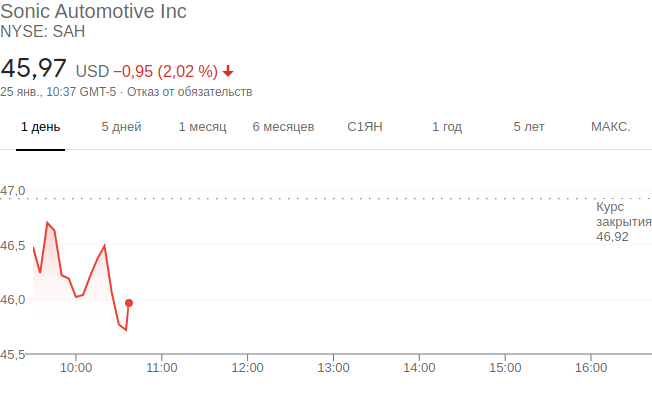 Sonic Automotive Inc
NYSE: SAH
45,97 USD −0,95 (2,02 %)
25 янв., 10:37 GMT-5 · Отказ от обязательств
1 день 5 дней 1 месяц 6 месяцев С1ЯН 1 год 5 лет МАКС.
47,0
Курс
закрытия
46,92
46,5
46,0
45,5
10:00 11:00 12:00 13:00 14:00 15:00 16:00